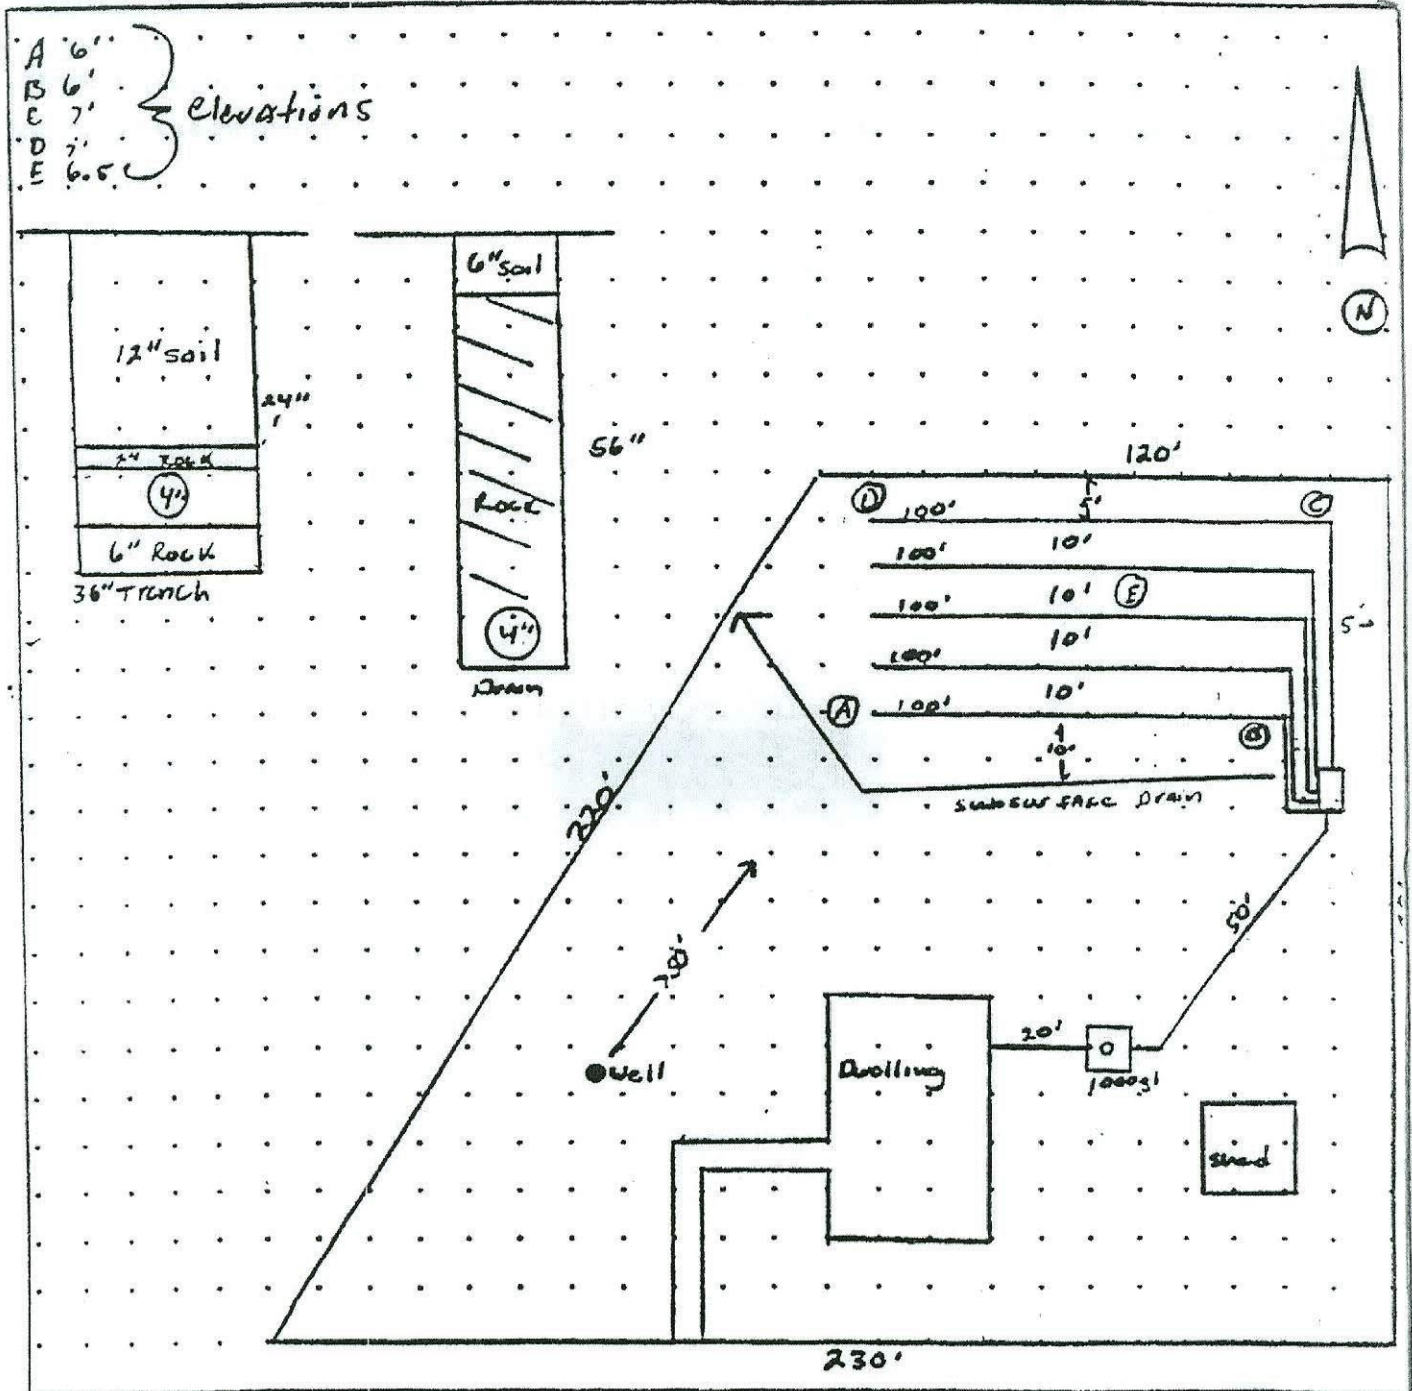 A 6'
B 6'
C 7'
D 7'
E 6.5
elevations
N
12" soil
24"
2" Rock
4"
6" Rock
36" Trench
6" soil
Rock
56"
4"
Drain
120'
D
C
5'
100'
10'
100'
10'
E
100'
10'
5'
100'
10'
A
100'
B
10'
subsurface Drain
220'
50'
Well
Dwelling
20'
1000gl
shed
230'